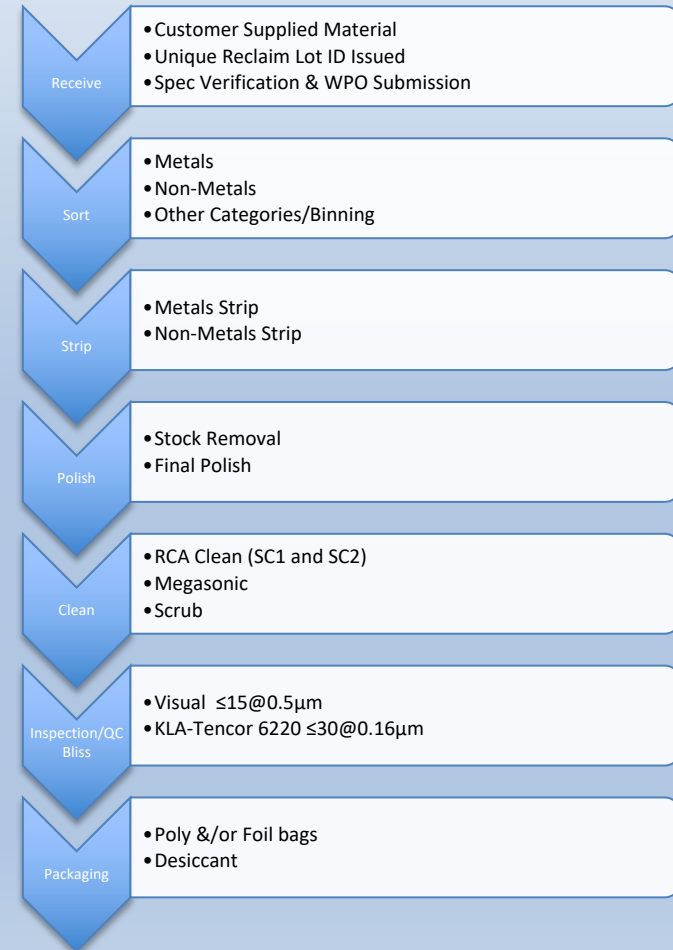 Receive
•Customer Supplied Material
•Unique Reclaim Lot ID Issued
•Spec Verification & WPO Submission
Sort
•Metals
•Non-Metals
•Other Categories/Binning
Strip
•Metals Strip
•Non-Metals Strip
Polish
•Stock Removal
•Final Polish
Clean
•RCA Clean (SC1 and SC2)
•Megasonic
•Scrub
Inspection/QC
Bliss
•Visual ≤15@0.5µm
•KLA-Tencor 6220 ≤30@0.16µm
Packaging
•Poly &/or Foil bags
•Desiccant